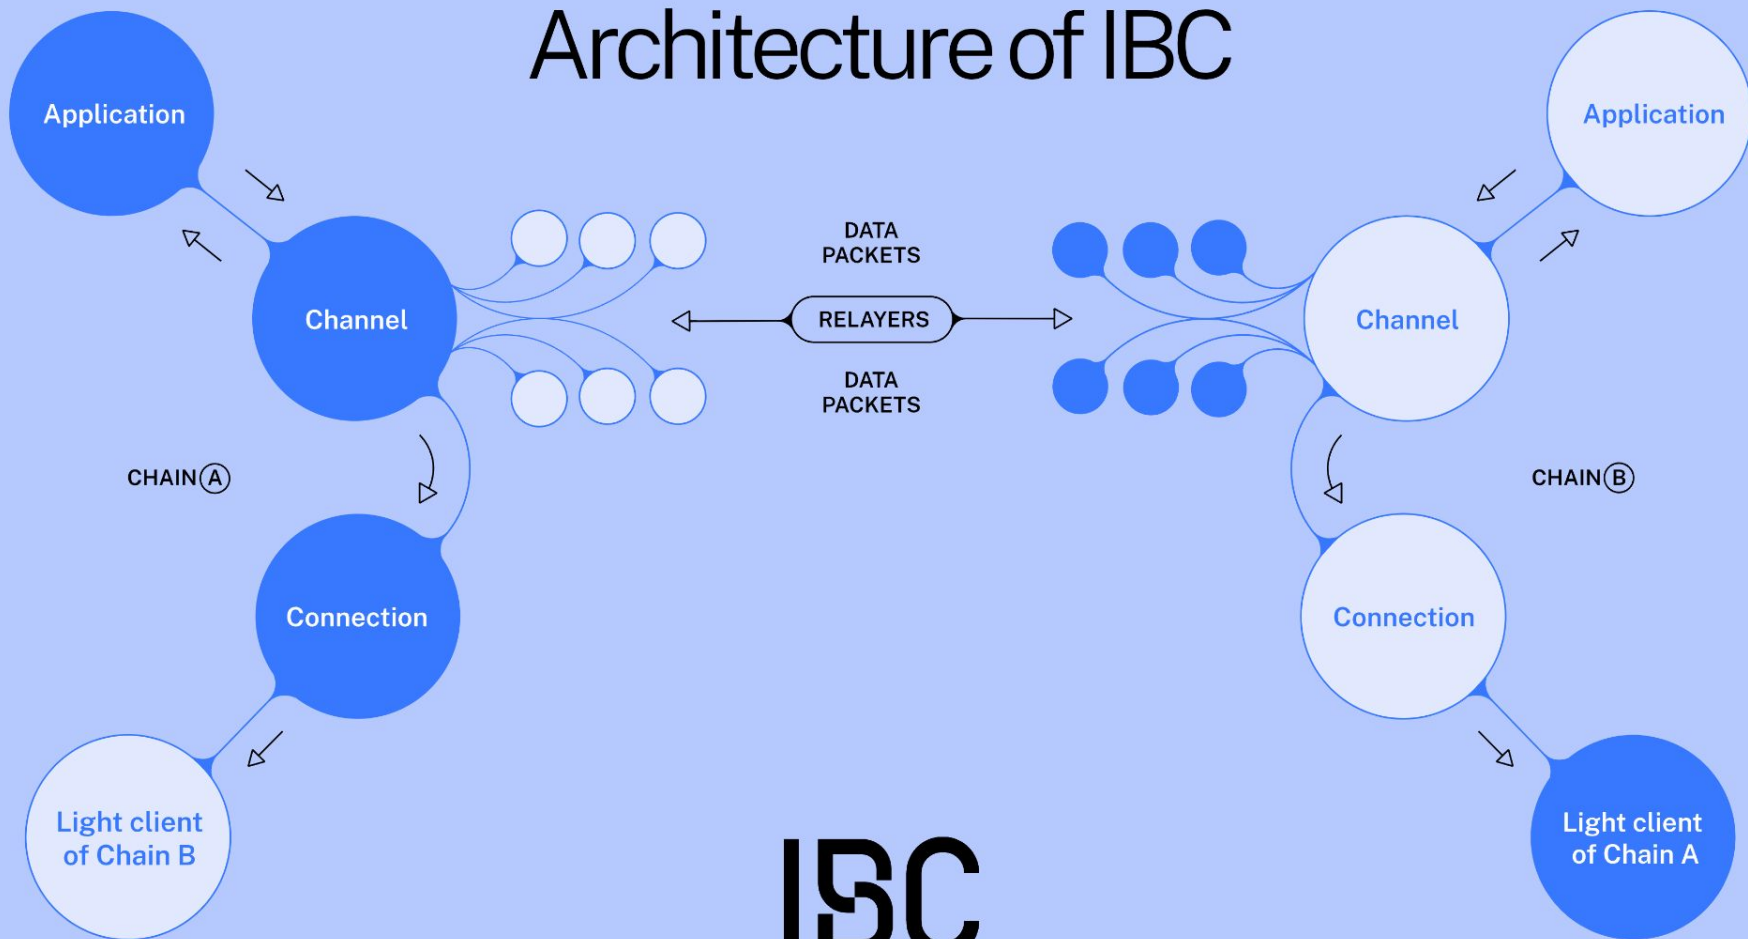 Architecture of IBC
Application
Application
DATA
PACKETS
Channel
RELAYERS
Channel
DATA
PACKETS
CHAIN A
CHAIN B
Connection
Connection
Light client
of Chain B
Light client
of Chain A
IBC